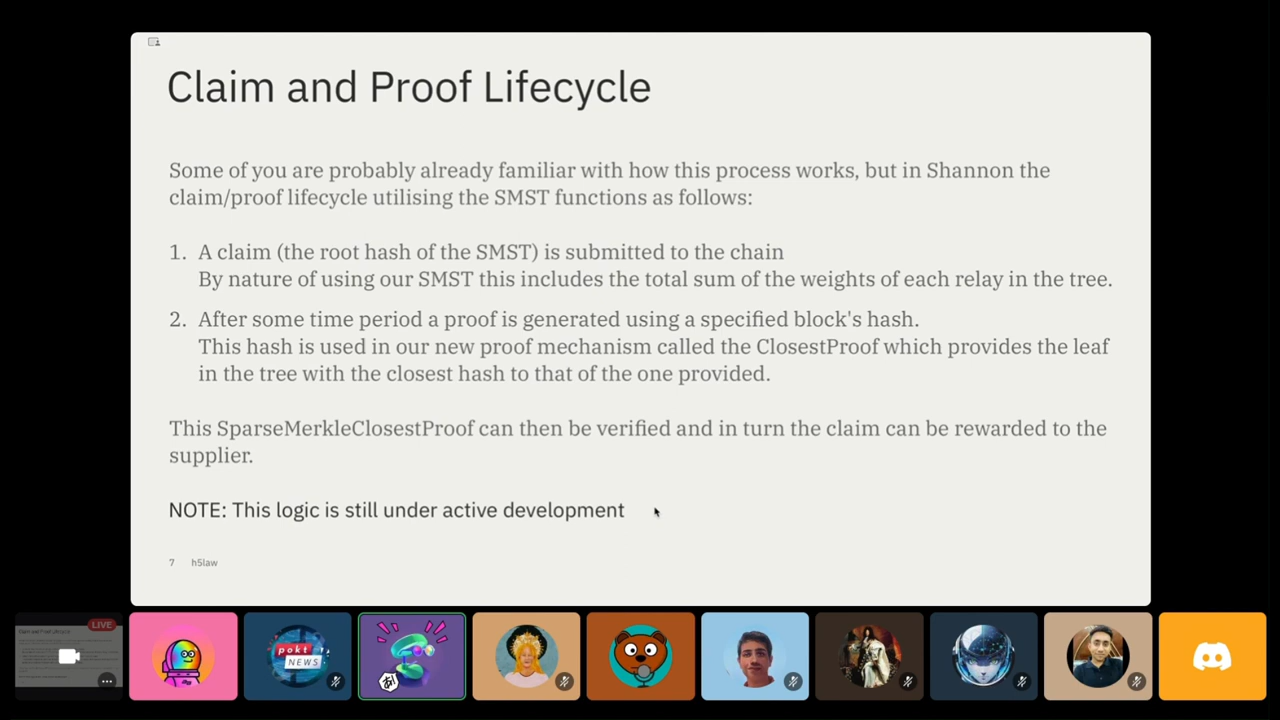 Claim and Proof Lifecycle
Some of you are probably already familiar with how this process works, but in Shannon the
claim/proof lifecycle utilising the SMST functions as follows:
1. A claim (the root hash of the SMST) is submitted to the chain
By nature of using our SMST this includes the total sum of the weights of each relay in the tree.
2. After some time period a proof is generated using a specified block's hash.
This hash is used in our new proof mechanism called the ClosestProof which provides the leaf
in the tree with the closest hash to that of the one provided.
This SparseMerkleClosestProof can then be verified and in turn the claim can be rewarded to the
supplier.
NOTE: This logic is still under active development
7 h5law
LIVE
pokt
NEWS